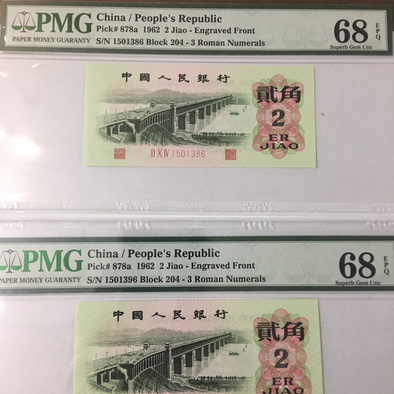 PMG
PAPER MONEY GUARANTY
China / People's Republic
Pick# 878a 1962 2 Jiao - Engraved Front
S/N 1501386 Block 204 - 3 Roman Numerals
68
EPQ
Superb Gem Unc
中國人民銀行
貳角
2
ER
JIAO
II X IV 1501386
PMG
PAPER MONEY GUARANTY
China / People's Republic
Pick# 878a 1962 2 Jiao - Engraved Front
S/N 1501396 Block 204 - 3 Roman Numerals
68
EPQ
Superb Gem Unc
中國人民銀行
貳角
2
ER
JIAO